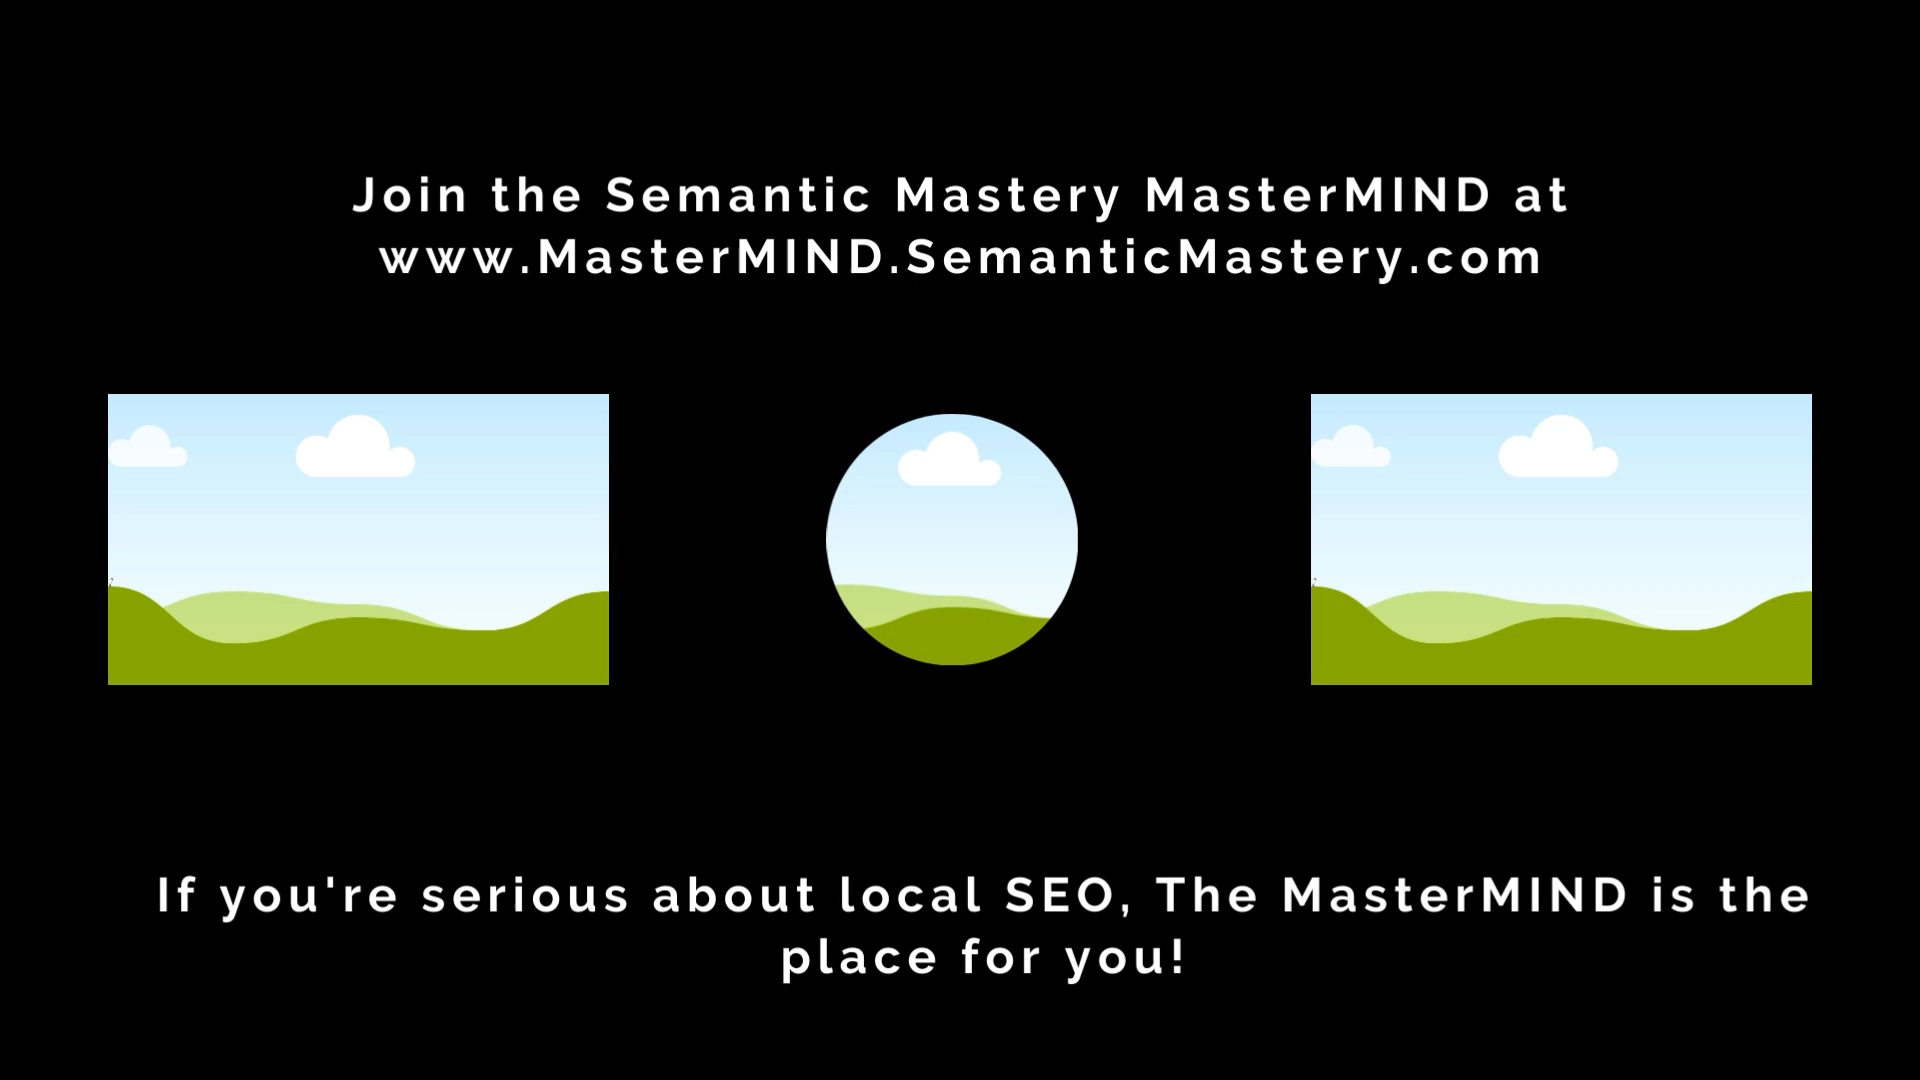 Join the Semantic Mastery MasterMIND at
www.MasterMIND.SemanticMastery.com
If you're serious about local SEO, The MasterMIND is the
place for you!